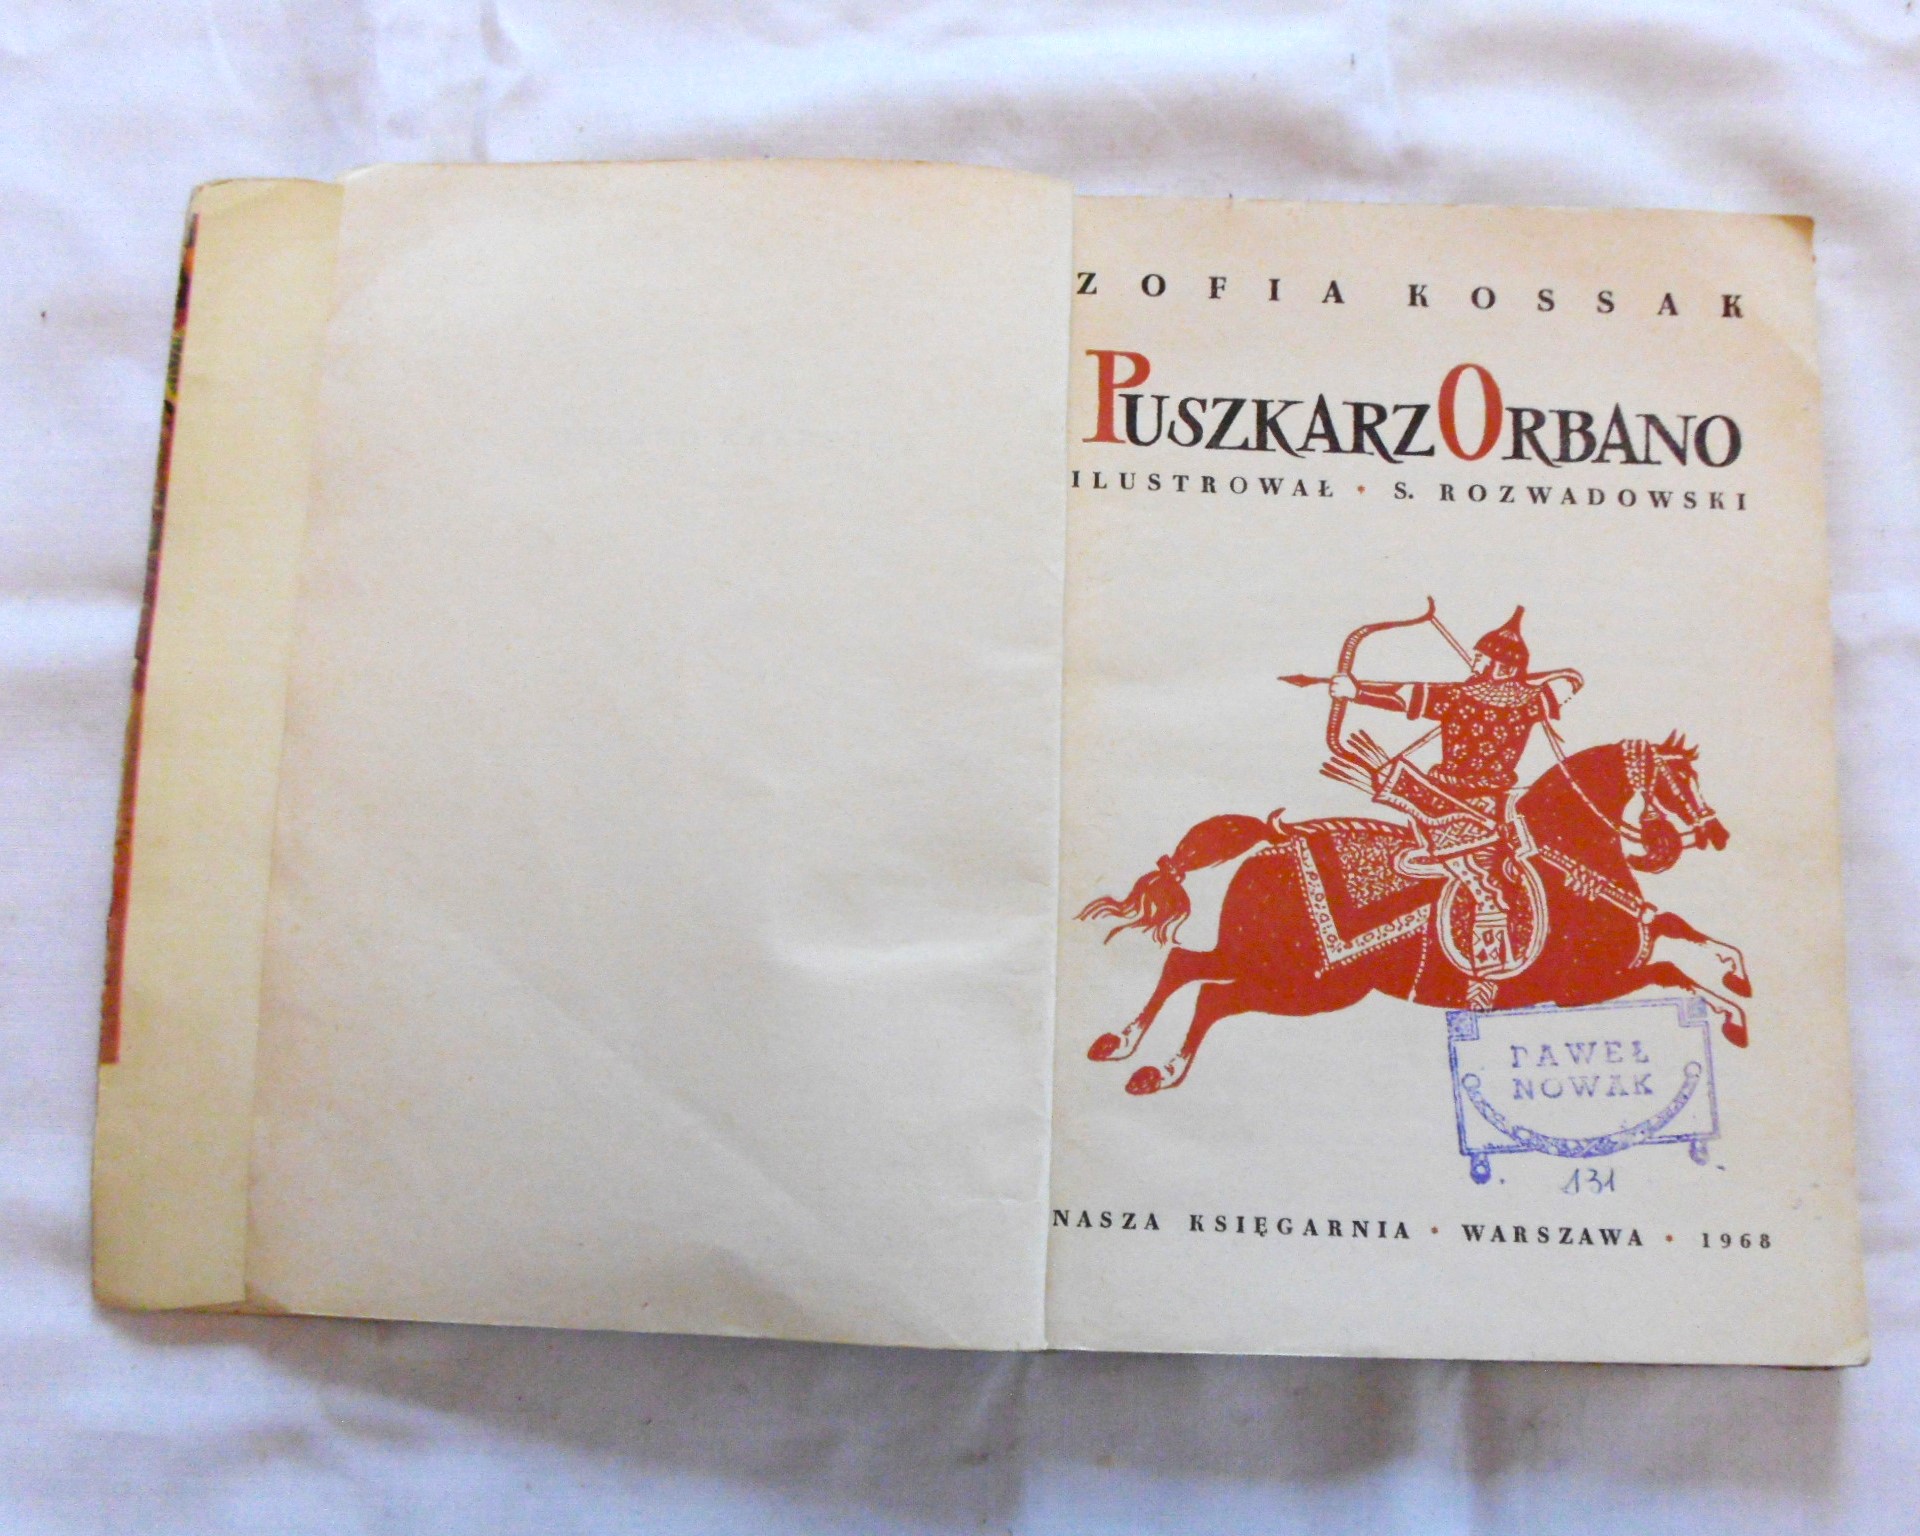 ZOFIA KOSSAK
PUSZKARZ ORBANO
ILUSTROWAŁ • S. ROZWADOWSKI
PAWEŁ
NOWAK
131
NASZA KSIĘGARNIA • WARSZAWA • 1968